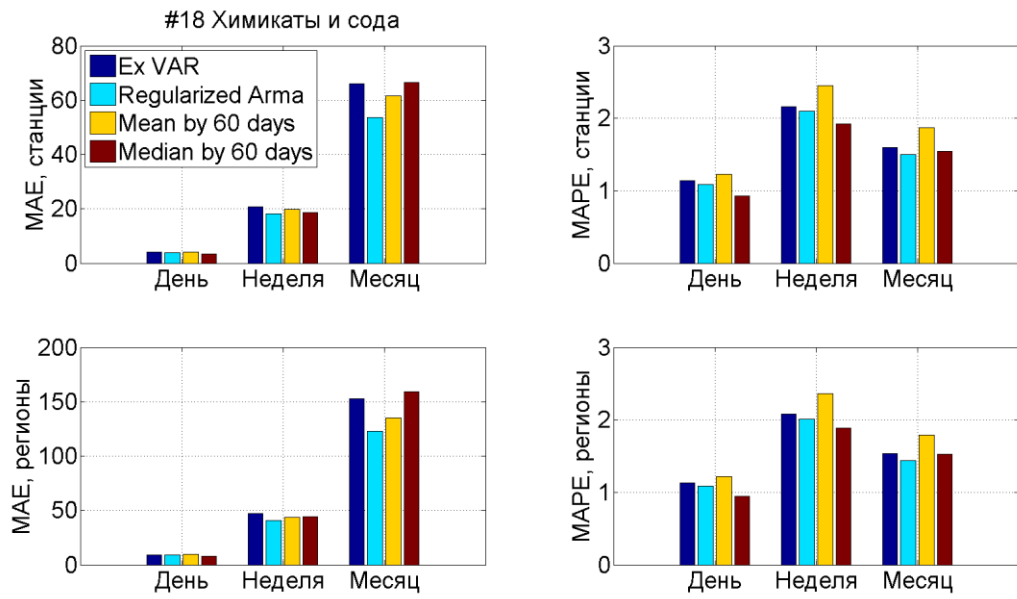 #18 Химикаты и сода
MAE, станции
80
60
40
20
0
Ex VAR
Regularized Arma
Mean by 60 days
Median by 60 days
День Неделя Месяц
MAPE, станции
3
2
1
0
День Неделя Месяц
MAE, регионы
200
150
100
50
0
День Неделя Месяц
MAPE, регионы
3
2
1
0
День Неделя Месяц